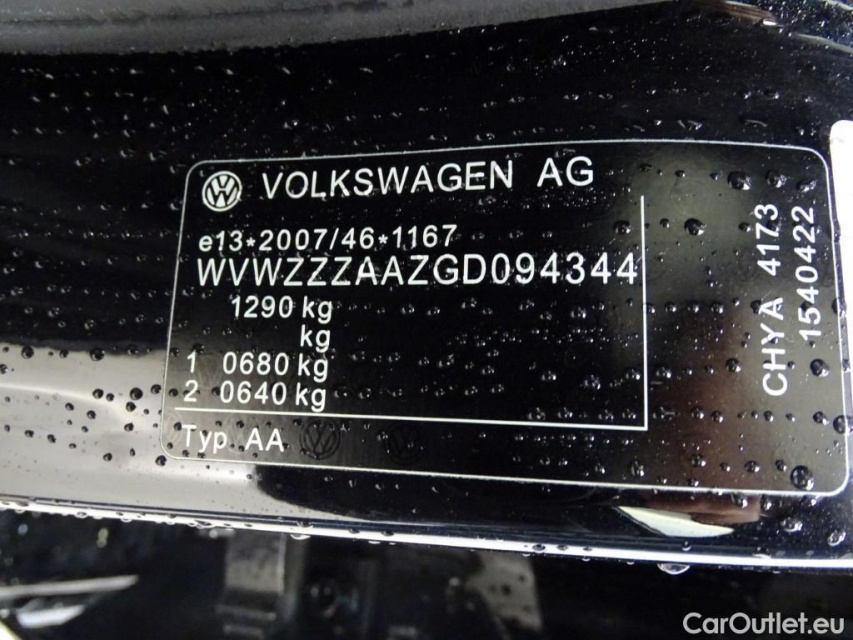 VOLKSWAGEN AG
e13*2007/46*1167
WVWZZZAAZGD094344
1290 kg
kg
1 0680 kg
2 0640 kg
Typ AA
CHYA 4173
1540422
CarOutlet.eu